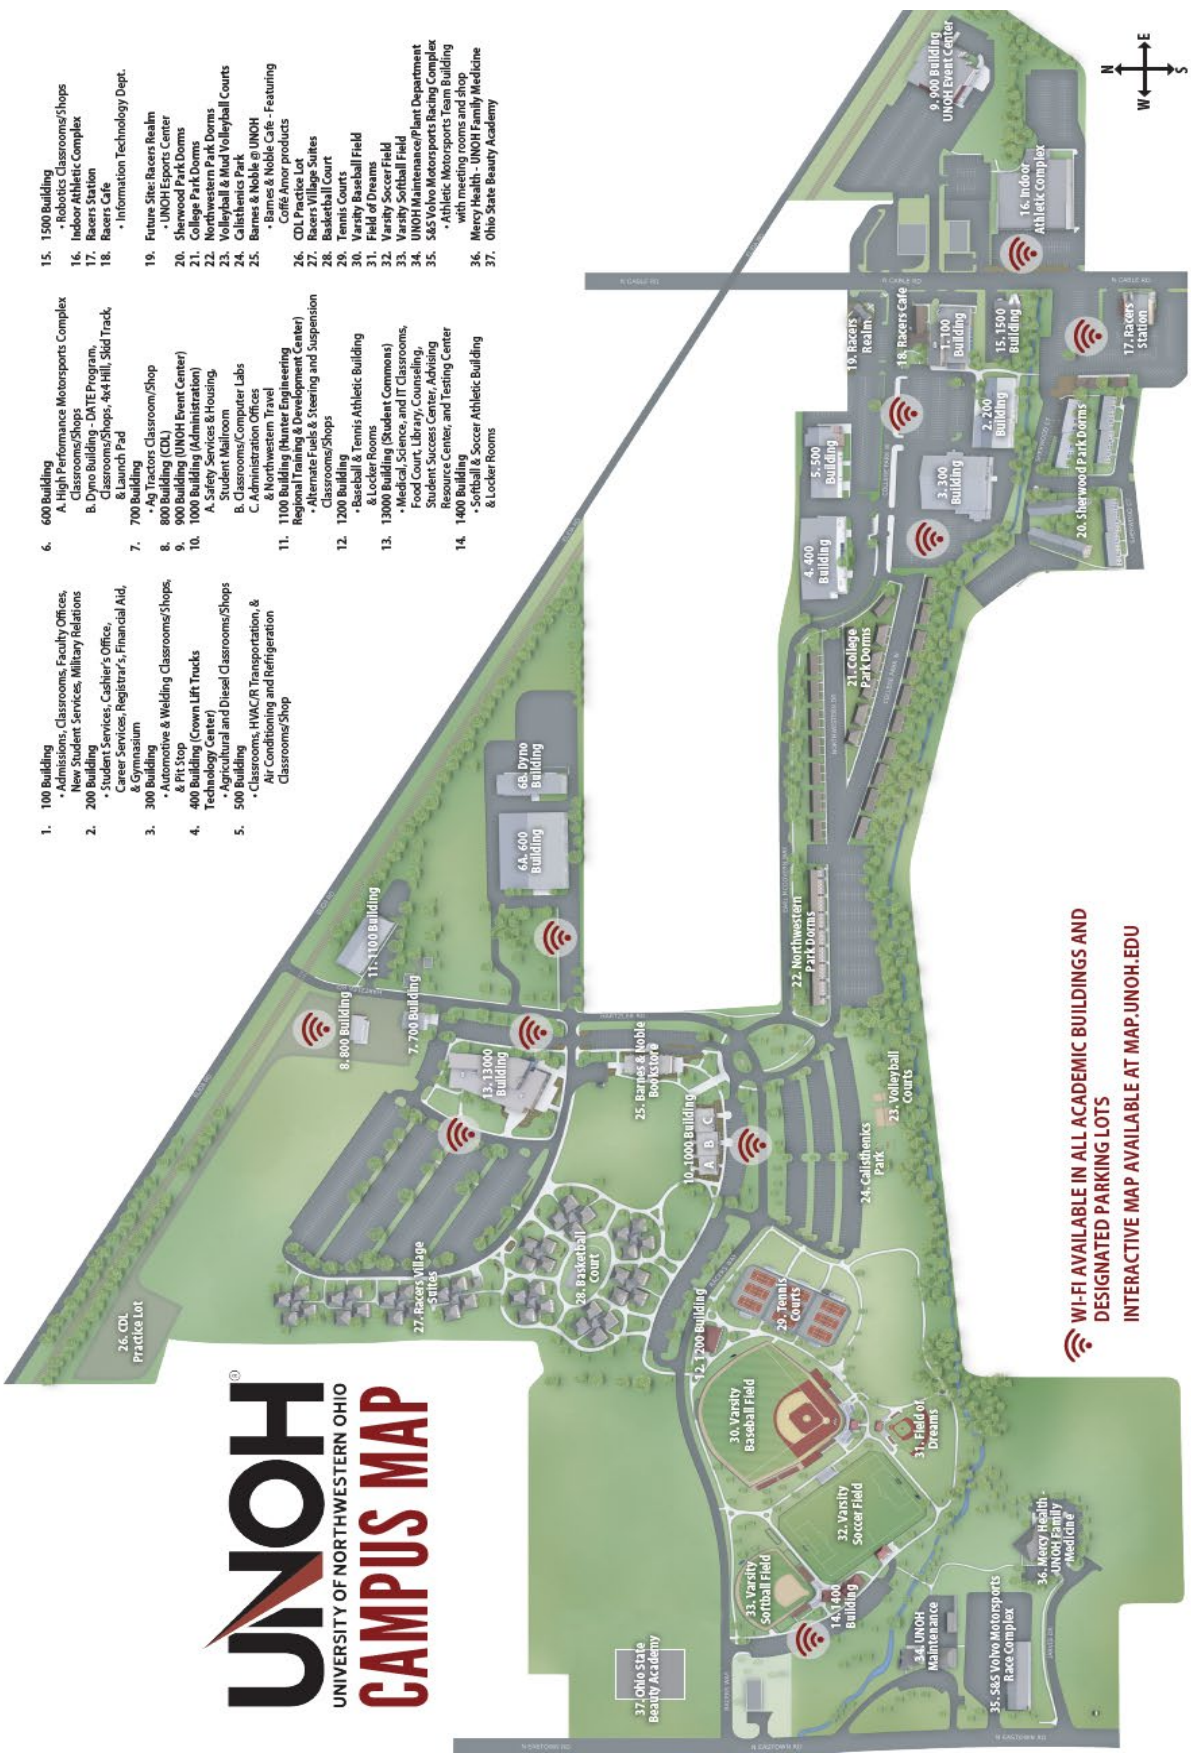 UNOH®
UNIVERSITY OF NORTHWESTERN OHIO
CAMPUS MAP
1. 100 Building
• Admissions, Classrooms, Faculty Offices,
New Student Services, Military Relations
2. 200 Building
• Student Services, Cashier's Office,
Career Services, Registrar's, Financial Aid,
& Gymnasium
3. 300 Building
• Automotive & Welding Classrooms/Shops,
& Pit Stop
4. 400 Building (Crown Lift Trucks
Technology Center)
• Agricultural and Diesel Classrooms/Shops
5. 500 Building
• Classrooms, HVAC/R Transportation, &
Air Conditioning and Refrigeration
Classrooms/Shop
6. 600 Building
A. High Performance Motorsports Complex
Classrooms/Shops
B. Dyno Building - DATE Program,
Classrooms/Shops, 4x4 Hill, Skid Track,
& Launch Pad
7. 700 Building
• Ag Tractors Classroom/Shop
8. 800 Building (CDL)
9. 900 Building (UNOH Event Center)
10. 1000 Building (Administration)
A. Safety Services & Housing,
Student Mailroom
B. Classrooms/Computer Labs
C. Administration Offices
& Northwestern Travel
11. 1100 Building (Hunter Engineering
Regional Training & Development Center)
• Alternate Fuels & Steering and Suspension
Classrooms/Shops
12. 1200 Building
• Baseball & Tennis Athletic Building
& Locker Rooms
13. 13000 Building (Student Commons)
• Medical, Science, and IT Classrooms,
Food Court, Library, Counseling,
Student Success Center, Advising
Resource Center, and Testing Center
14. 1400 Building
• Softball & Soccer Athletic Building
& Locker Rooms
15. 1500 Building
• Robotics Classrooms/Shops
16. Indoor Athletic Complex
17. Racers Station
18. Racers Cafe
• Information Technology Dept.
19. Future Site: Racers Realm
• UNOH Esports Center
20. Sherwood Park Dorms
21. College Park Dorms
22. Northwestern Park Dorms
23. Volleyball & Mud Volleyball Courts
24. Calisthenics Park
25. Barnes & Noble @ UNOH
• Barnes & Noble Cafe - Featuring
Coffé Amor products
26. CDL Practice Lot
27. Racers Village Suites
28. Basketball Court
29. Tennis Courts
30. Varsity Baseball Field
31. Field of Dreams
32. Varsity Soccer Field
33. Varsity Softball Field
34. UNOH Maintenance/Plant Department
35. S&S Volvo Motorsports Racing Complex
• Athletic Motorsports Team Building
with meeting rooms and shop
36. Mercy Health - UNOH Family Medicine
37. Ohio State Beauty Academy
26. CDL
Practice Lot
8. 800 Building
11. 1100 Building
7. 700 Building
13. 13000
Building
27. Racers Village
Suites
28. Basketball
Court
6A. 600
Building
6B. Dyno
Building
25. Barnes & Noble
Bookstore
10. 1000 Building
A B C
12. 1200 Building
29. Tennis
Courts
30. Varsity
Baseball Field
31. Field of
Dreams
32. Varsity
Soccer Field
33. Varsity
Softball Field
14. 1400
Building
37. Ohio State
Beauty Academy
34. UNOH
Maintenance
35. S&S Volvo Motorsports
Race Complex
36. Mercy Health -
UNOH Family
Medicine
24. Calisthenics
Park
23. Volleyball
Courts
22. Northwestern
Park Dorms
21. College
Park Dorms
4. 400
Building
5. 500
Building
3. 300
Building
2. 200
Building
20. Sherwood Park Dorms
19. Racers
Realm
18. Racers Cafe
1. 100
Building
15. 1500
Building
17. Racers
Station
16. Indoor
Athletic Complex
9. 900 Building
UNOH Event Center
ELIDA RD
ELIDA RD
ELIDA RD
ELIDA RD
HARTZLER RD
N CABLE RD
N CABLE RD
N CABLE RD
NORTHWESTERN DR
RACERS WAY
N EASTOWN RD
N EASTOWN RD
N EASTOWN RD
N
W E
S
WI-FI AVAILABLE IN ALL ACADEMIC BUILDINGS AND
DESIGNATED PARKING LOTS
INTERACTIVE MAP AVAILABLE AT MAP.UNOH.EDU